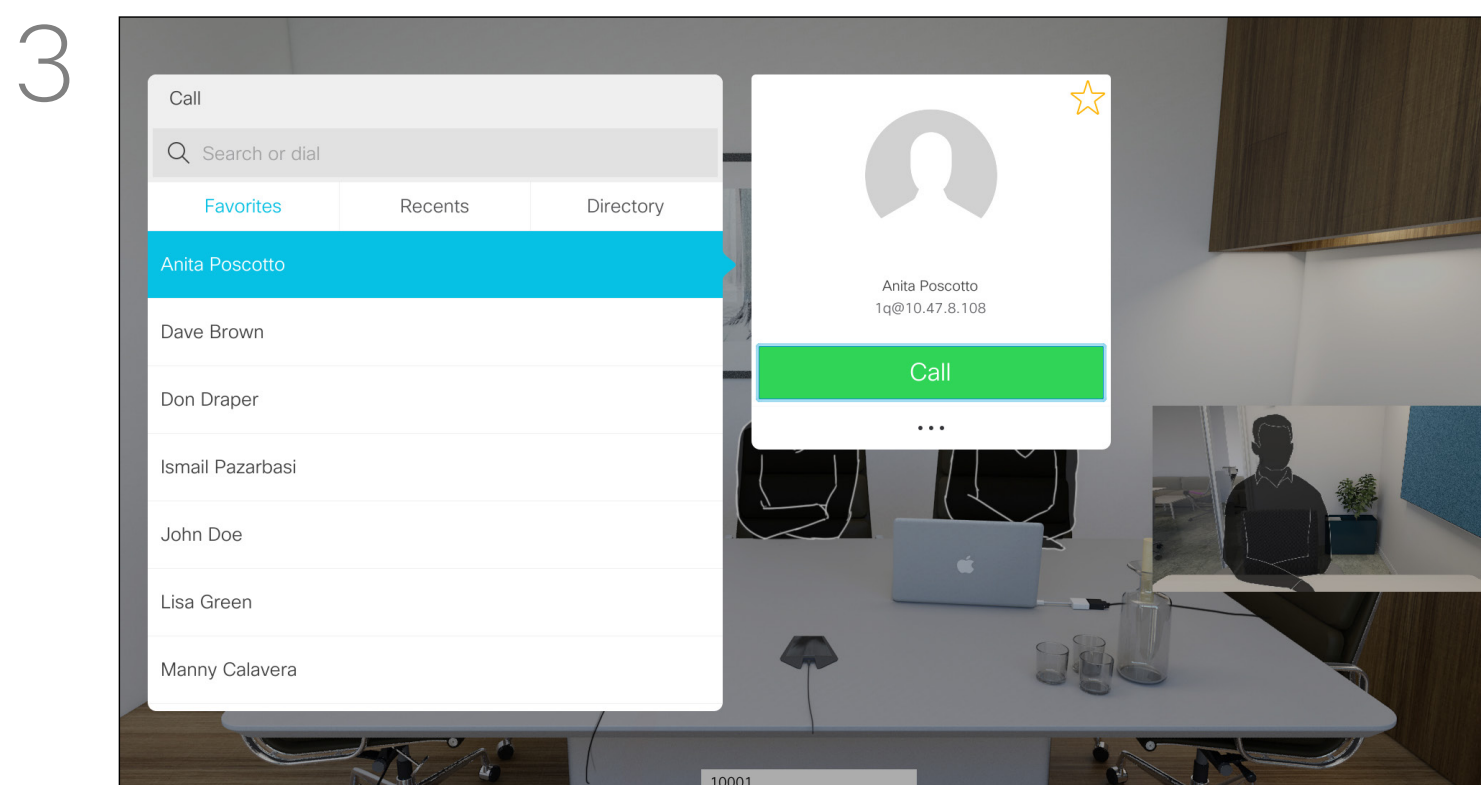 3
Call
Search or dial
Favorites Recents Directory
Anita Poscotto
Dave Brown
Don Draper
Ismail Pazarbasi
John Doe
Lisa Green
Manny Calavera
Anita Poscotto
1q@10.47.8.108
Call
...
10001